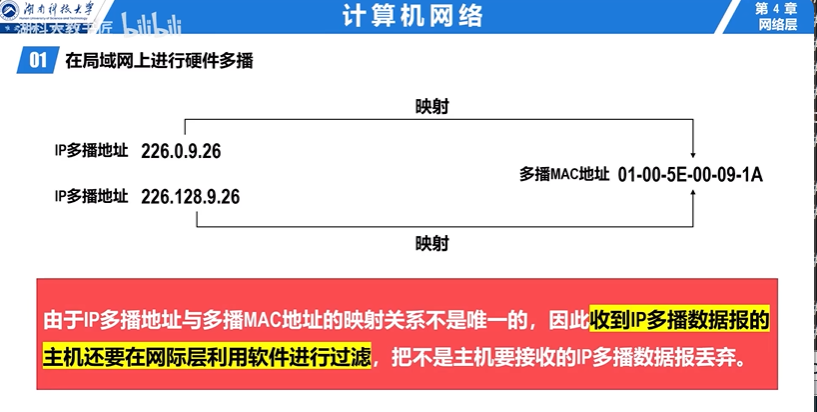 湖南科技大学
计算机网络
第 4 章
网络层
湖科大教书匠 bilibili
01 在局域网上进行硬件多播
映射
IP多播地址 226.0.9.26
多播MAC地址 01-00-5E-00-09-1A
IP多播地址 226.128.9.26
映射
由于IP多播地址与多播MAC地址的映射关系不是唯一的，因此收到IP多播数据报的
主机还要在网际层利用软件进行过滤，把不是主机要接收的IP多播数据报丢弃。